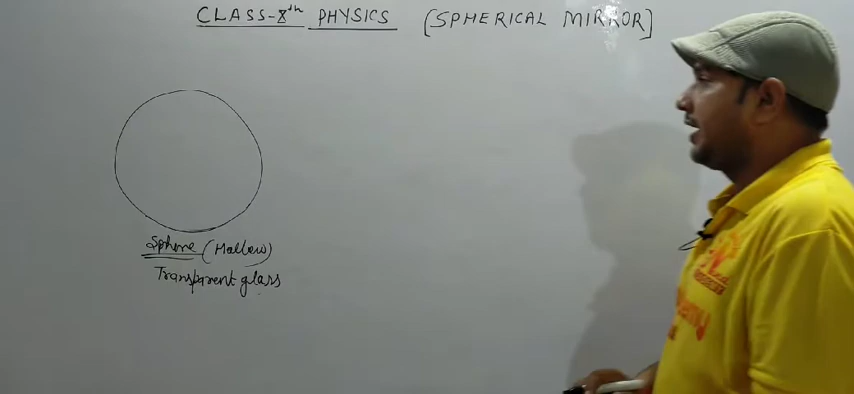 CLASS-8th PHYSICS (SPHERICAL MIRROR)
Sphere (Hollow)
Transparent glass